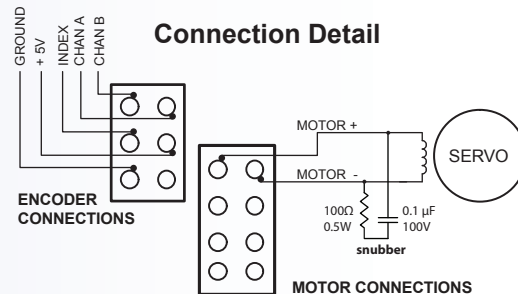 Connection Detail
GROUND
+ 5V
INDEX
CHAN A
CHAN B
MOTOR +
SERVO
MOTOR -
ENCODER
CONNECTIONS
100Ω
0.5W
0.1 µF
100V
snubber
MOTOR CONNECTIONS